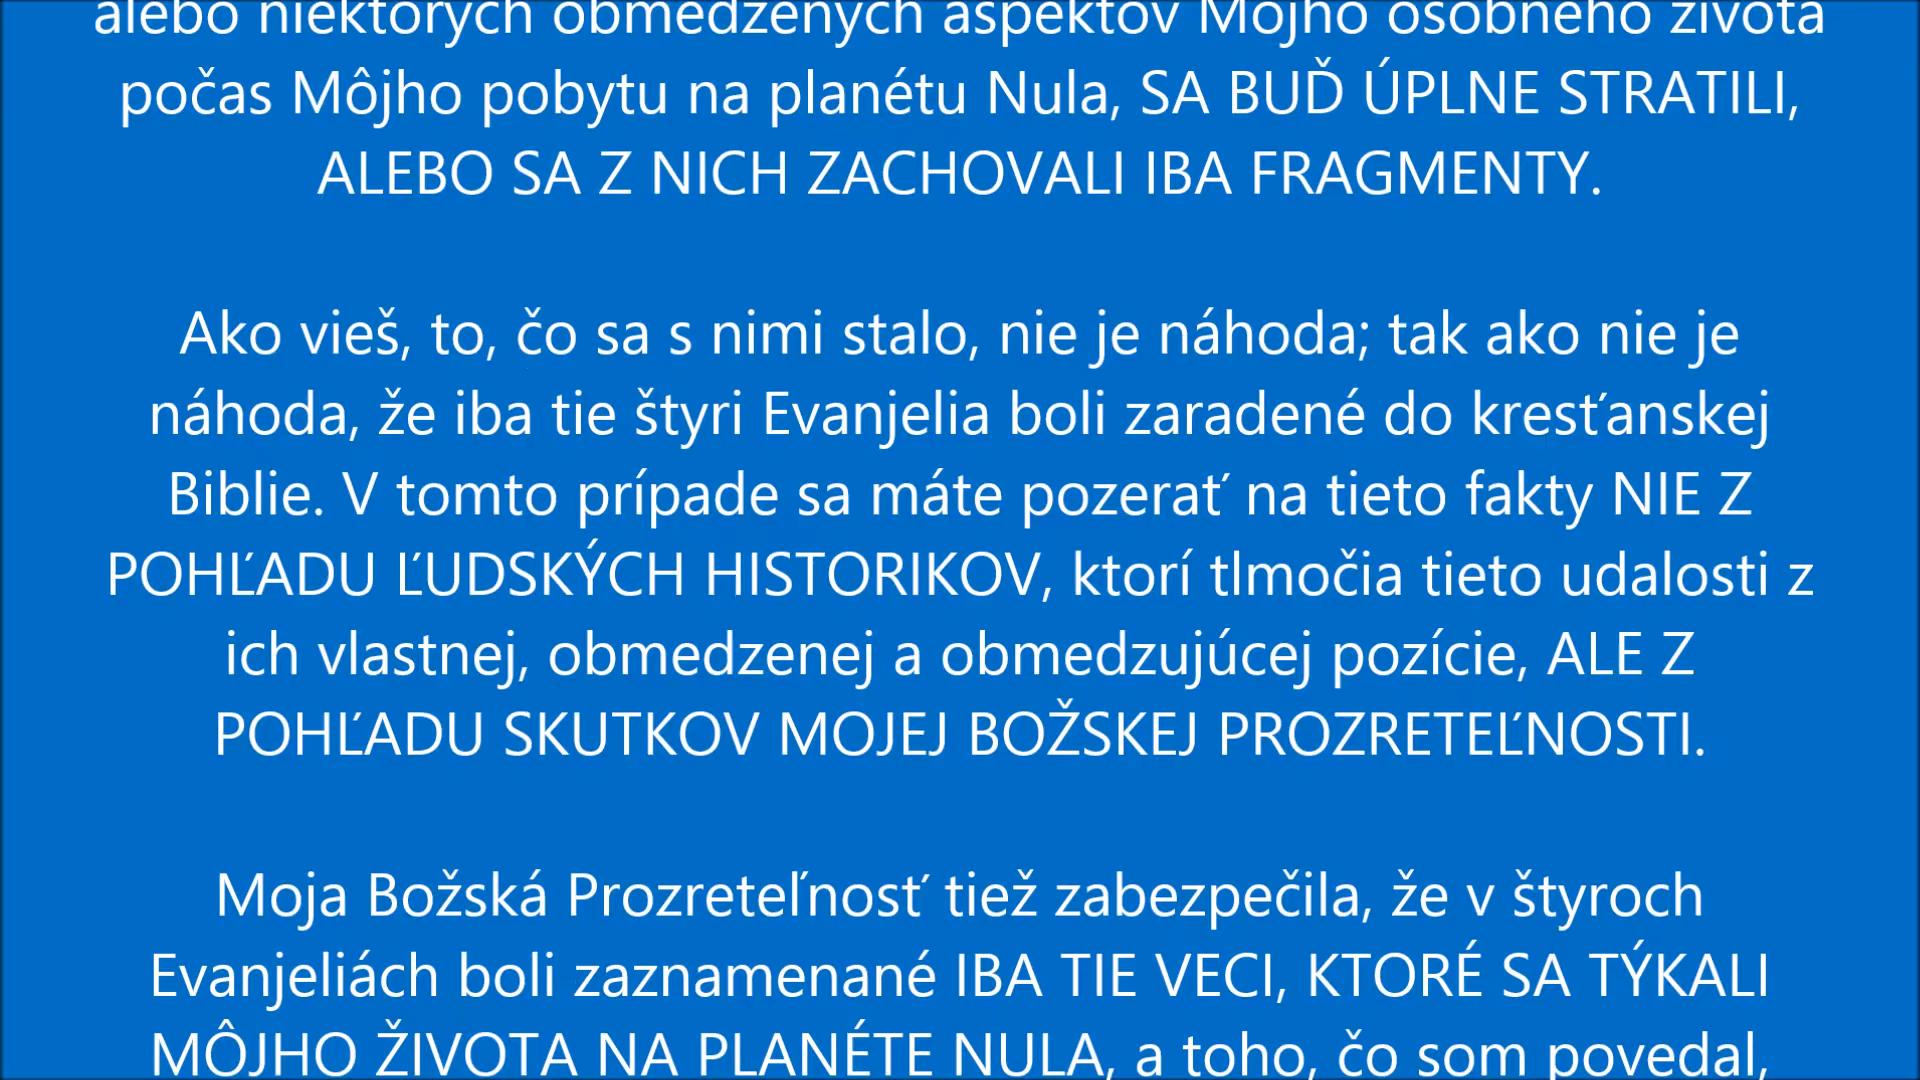 alebo niektorých obmedzených aspektov Môjho osobného života
počas Môjho pobytu na planétu Nula, SA BUĎ ÚPLNE STRATILI,
ALEBO SA Z NICH ZACHOVALI IBA FRAGMENTY.
Ako vieš, to, čo sa s nimi stalo, nie je náhoda; tak ako nie je
náhoda, že iba tie štyri Evanjelia boli zaradené do kresťanskej
Biblie. V tomto prípade sa máte pozerať na tieto fakty NIE Z
POHĽADU ĽUDSKÝCH HISTORIKOV, ktorí tlmočia tieto udalosti z
ich vlastnej, obmedzenej a obmedzujúcej pozície, ALE Z
POHĽADU SKUTKOV MOJEJ BOŽSKEJ PROZRETEĽNOSTI.
Moja Božská Prozreteľnosť tiež zabezpečila, že v štyroch
Evanjeliách boli zaznamenané IBA TIE VECI, KTORÉ SA TÝKALI
MÔJHO ŽIVOTA NA PLANÉTE NULA, a toho, čo som povedal,